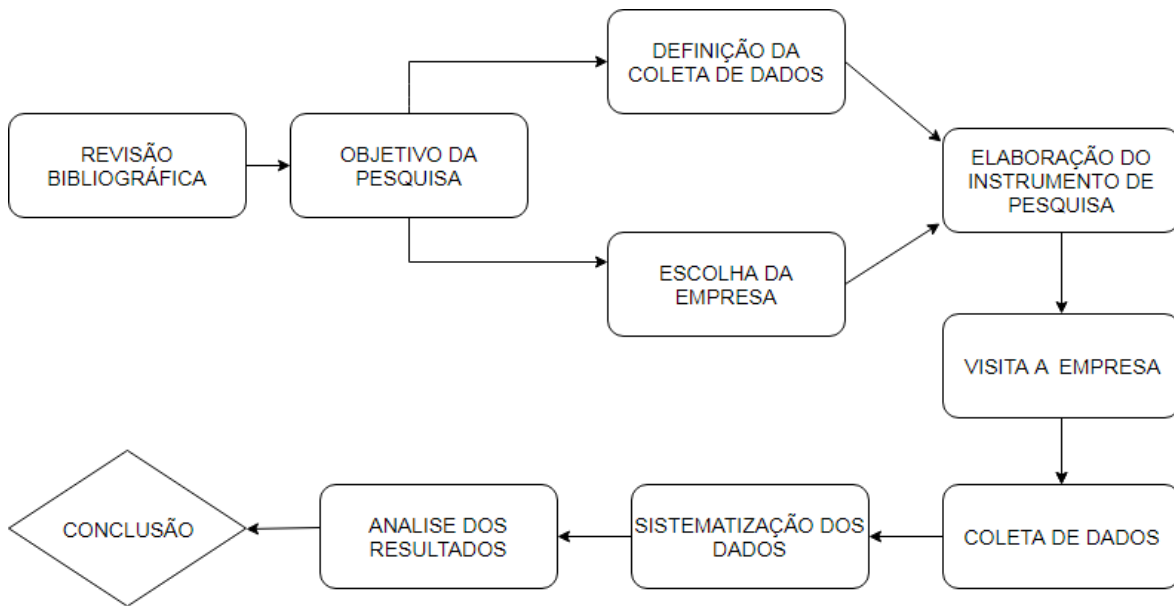 REVISÃO
BIBLIOGRÁFICA
OBJETIVO DA
PESQUISA
DEFINIÇÃO DA
COLETA DE DADOS
ESCOLHA DA
EMPRESA
ELABORAÇÃO DO
INSTRUMENTO DE
PESQUISA
VISITA A EMPRESA
COLETA DE DADOS
SISTEMATIZAÇÃO DOS
DADOS
ANALISE DOS
RESULTADOS
CONCLUSÃO